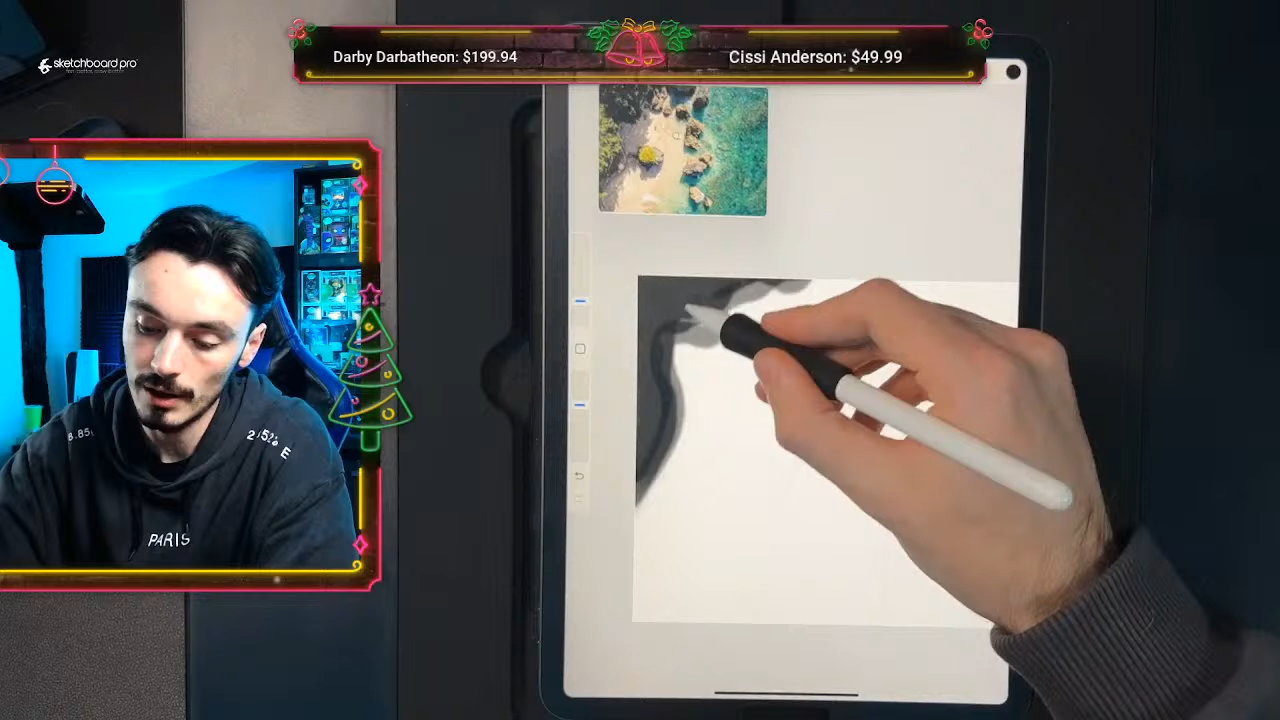 Darby Darbatheon: $199.94
Cissi Anderson: $49.99
sketchboard pro
PARIS